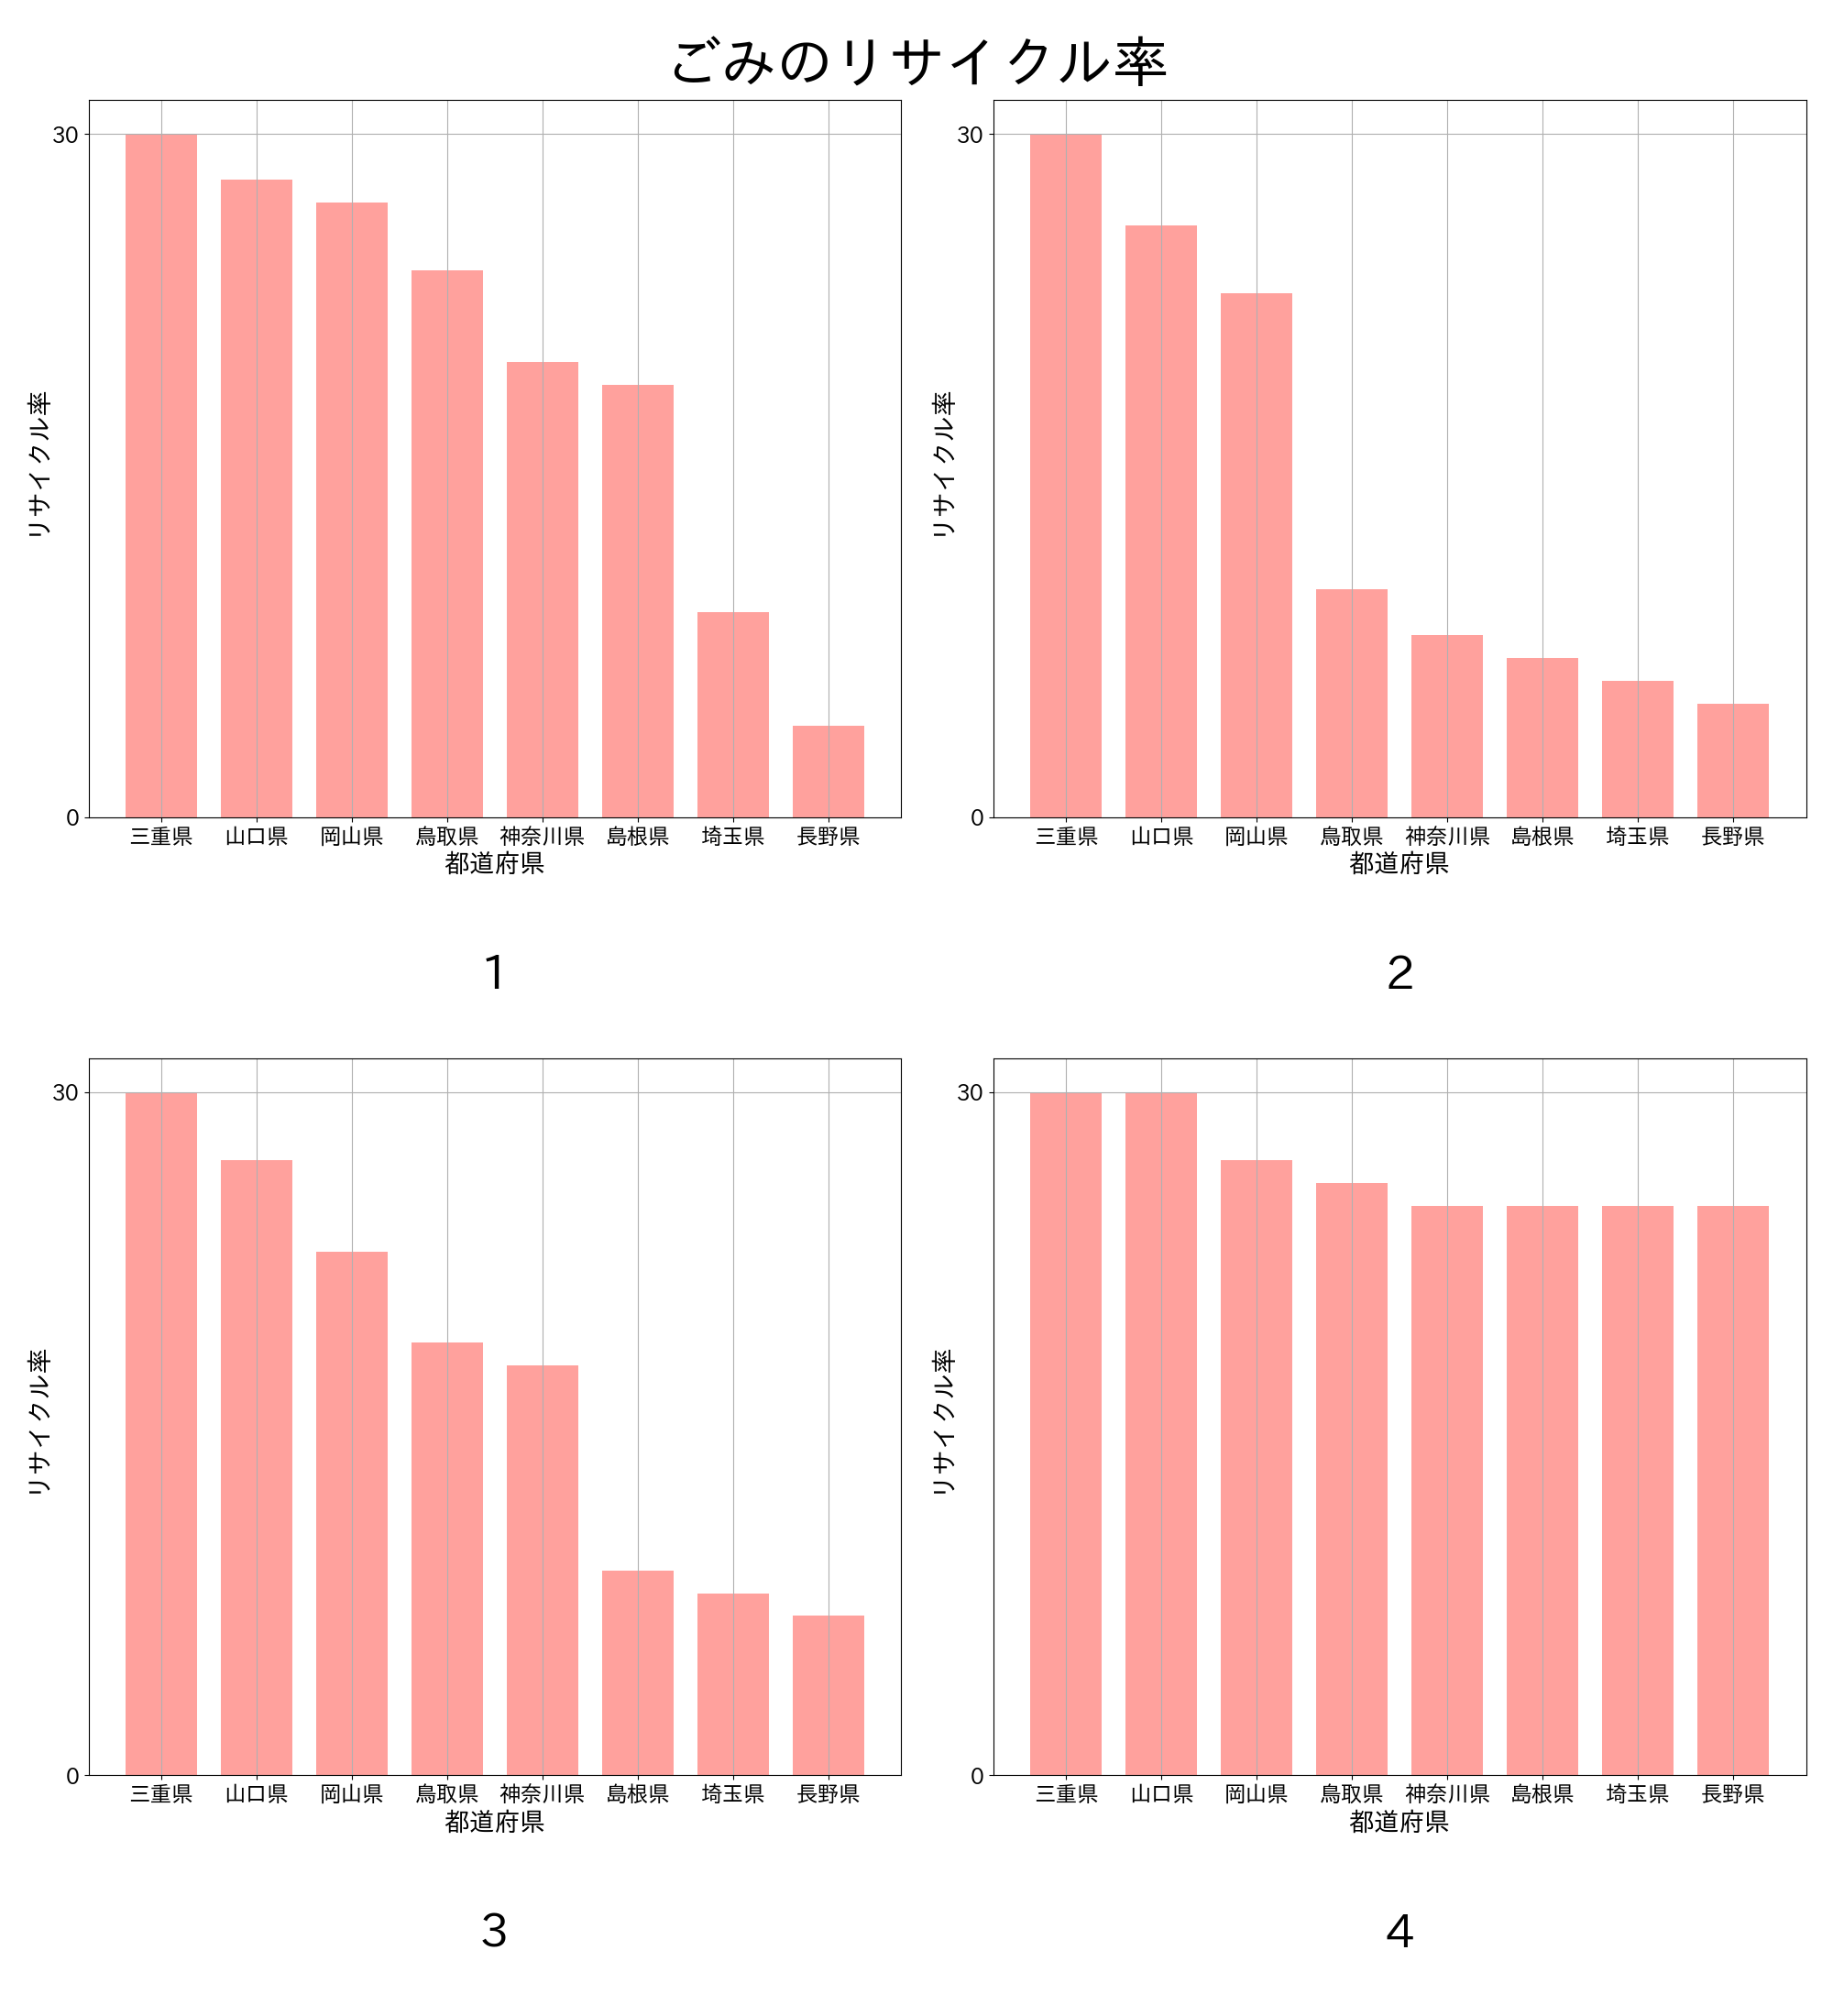 ごみのリサイクル率
30
0
リサイクル率
三重県 山口県 岡山県 鳥取県 神奈川県 島根県 埼玉県 長野県
都道府県
1
30
0
リサイクル率
三重県 山口県 岡山県 鳥取県 神奈川県 島根県 埼玉県 長野県
都道府県
2
30
0
リサイクル率
三重県 山口県 岡山県 鳥取県 神奈川県 島根県 埼玉県 長野県
都道府県
3
30
0
リサイクル率
三重県 山口県 岡山県 鳥取県 神奈川県 島根県 埼玉県 長野県
都道府県
4